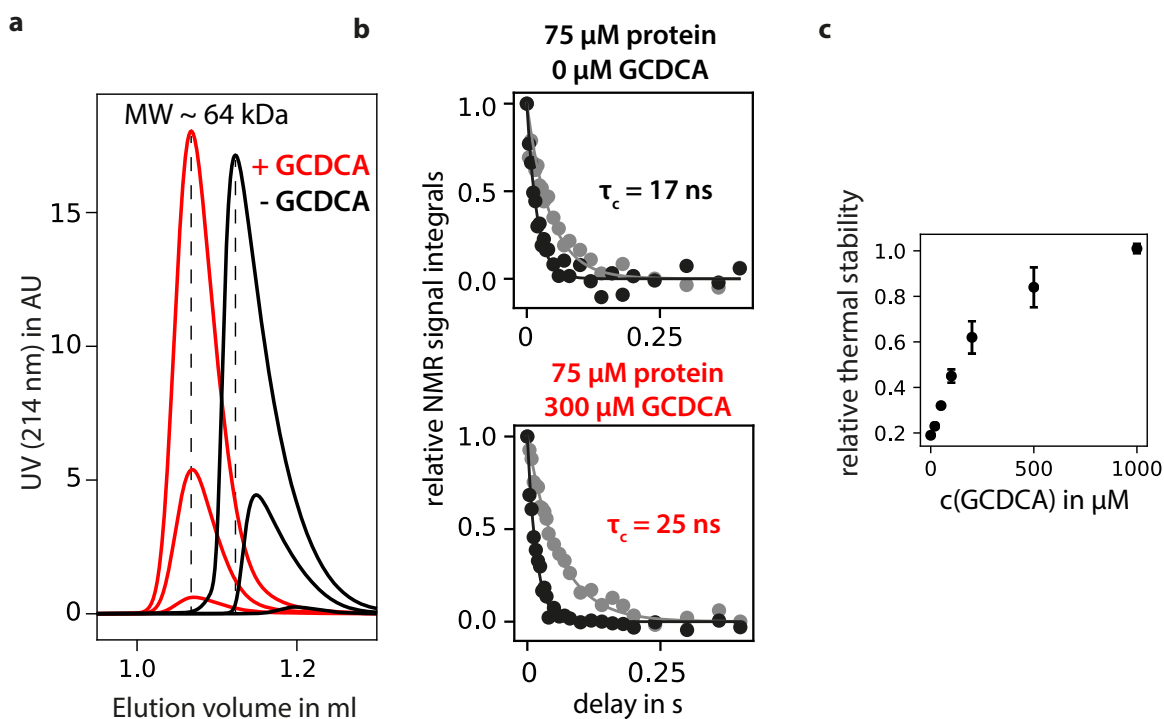 a
MW ~ 64 kDa
+ GCDCA
- GCDCA
15
10
5
0
1.0
1.2
UV (214 nm) in AU
Elution volume in ml
b
75 µM protein
0 µM GCDCA
1.0
0.5
0.0
τc = 17 ns
0
0.25
75 µM protein
300 µM GCDCA
1.0
0.5
0.0
τc = 25 ns
0
0.25
relative NMR signal integrals
delay in s
c
1.0
0.8
0.6
0.4
0.2
0
500
1000
relative thermal stability
c(GCDCA) in µM